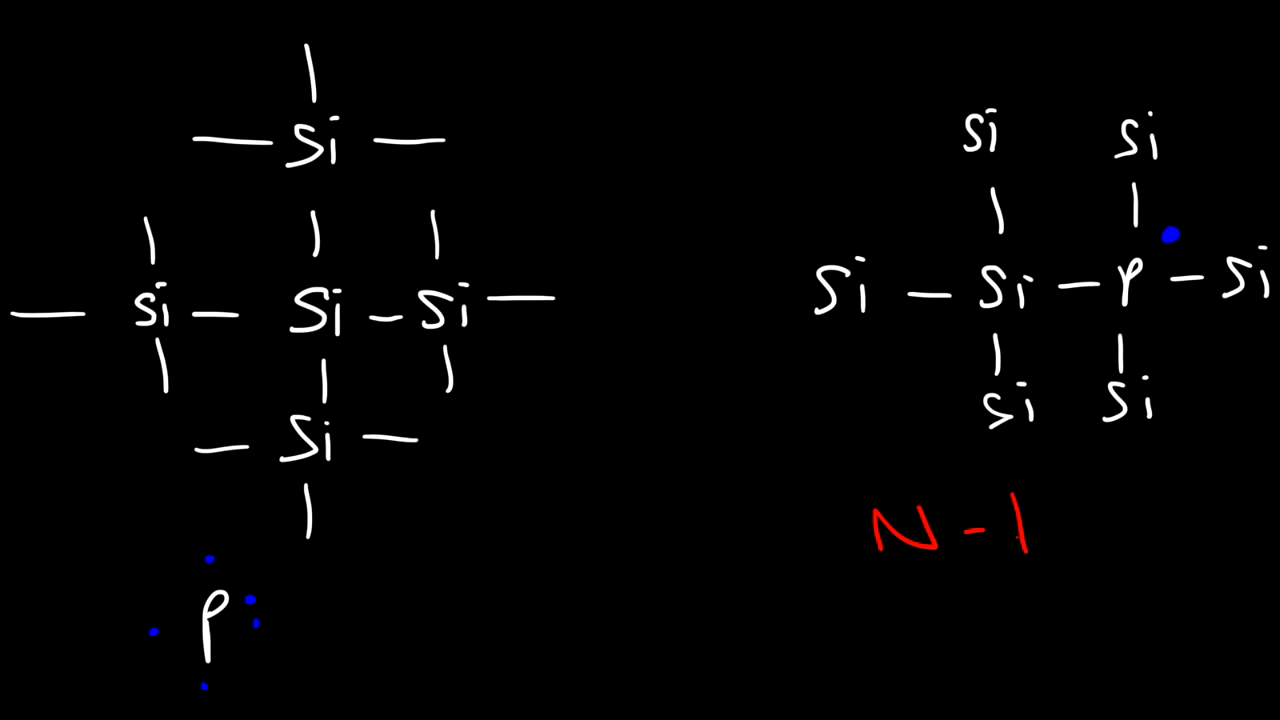 Si
Si - Si - Si
Si
P
Si Si
Si - Si - P - Si
Si Si
N-1